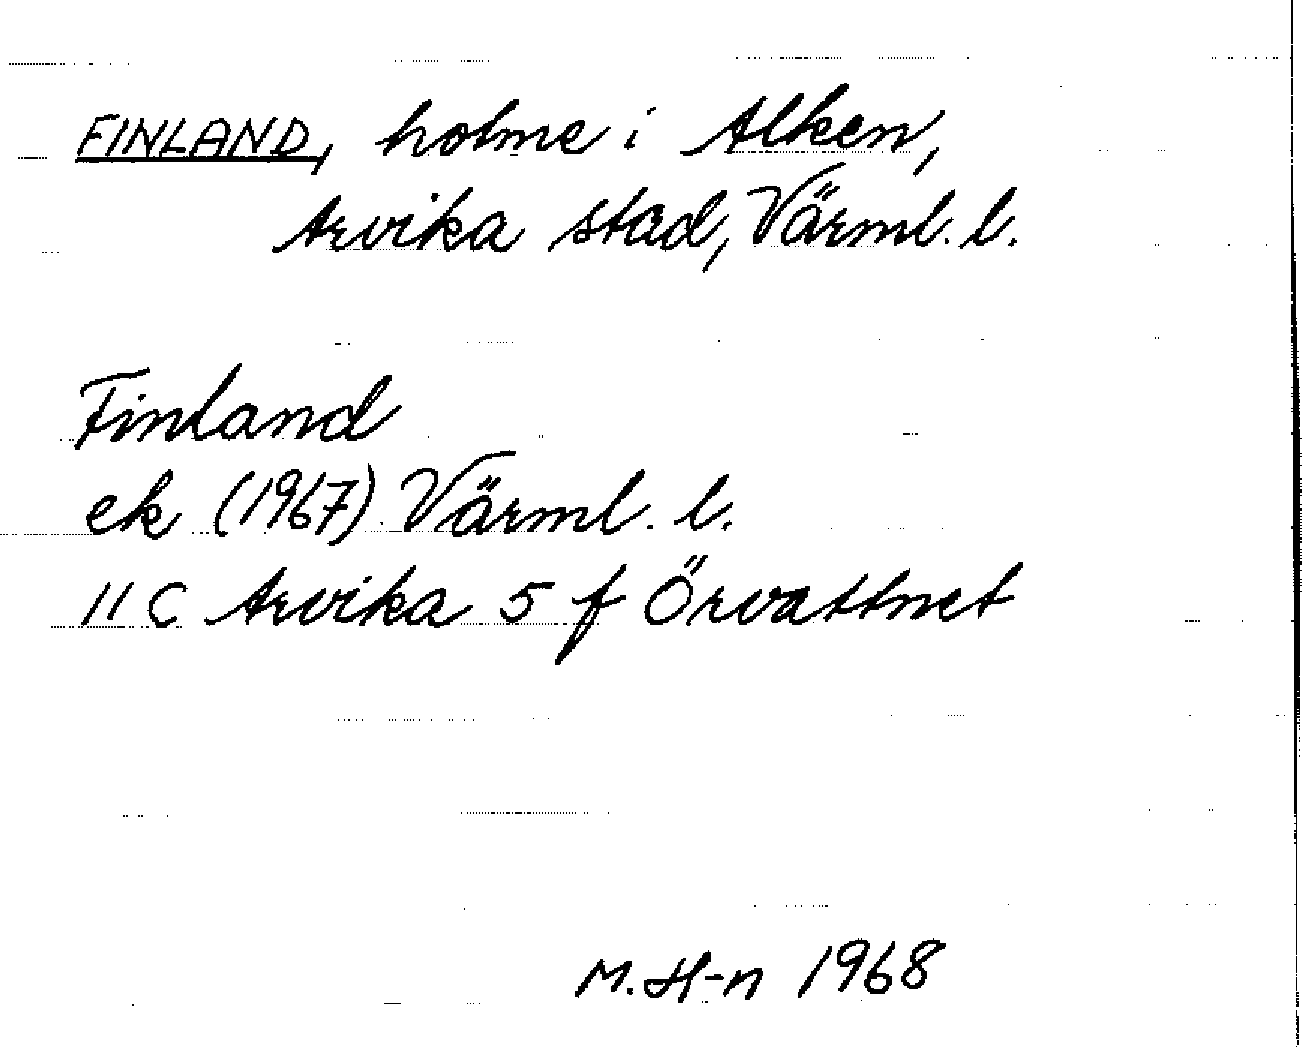 FINLAND, holme i Alken,
Arvika stad, Värml. l.
Finland
ek (1967) Värml. l.
11 C Arvika 5 f Örvattnet
M. H-n 1968